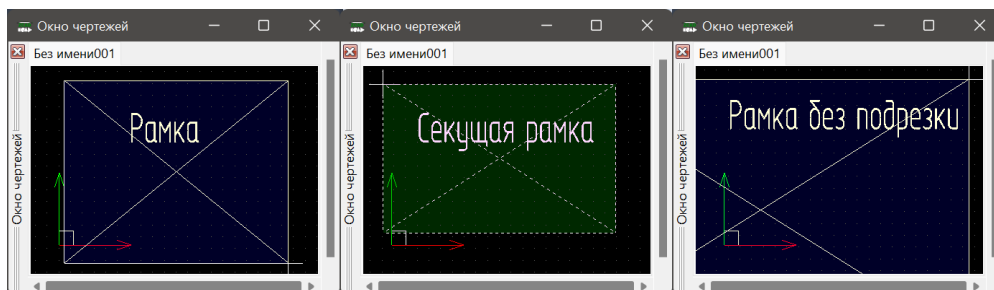 Окно чертежей
Без имени001
Окно чертежей
Рамка
Окно чертежей
Без имени001
Окно чертежей
Секущая рамка
Окно чертежей
Без имени001
Окно чертежей
Рамка без подрезки